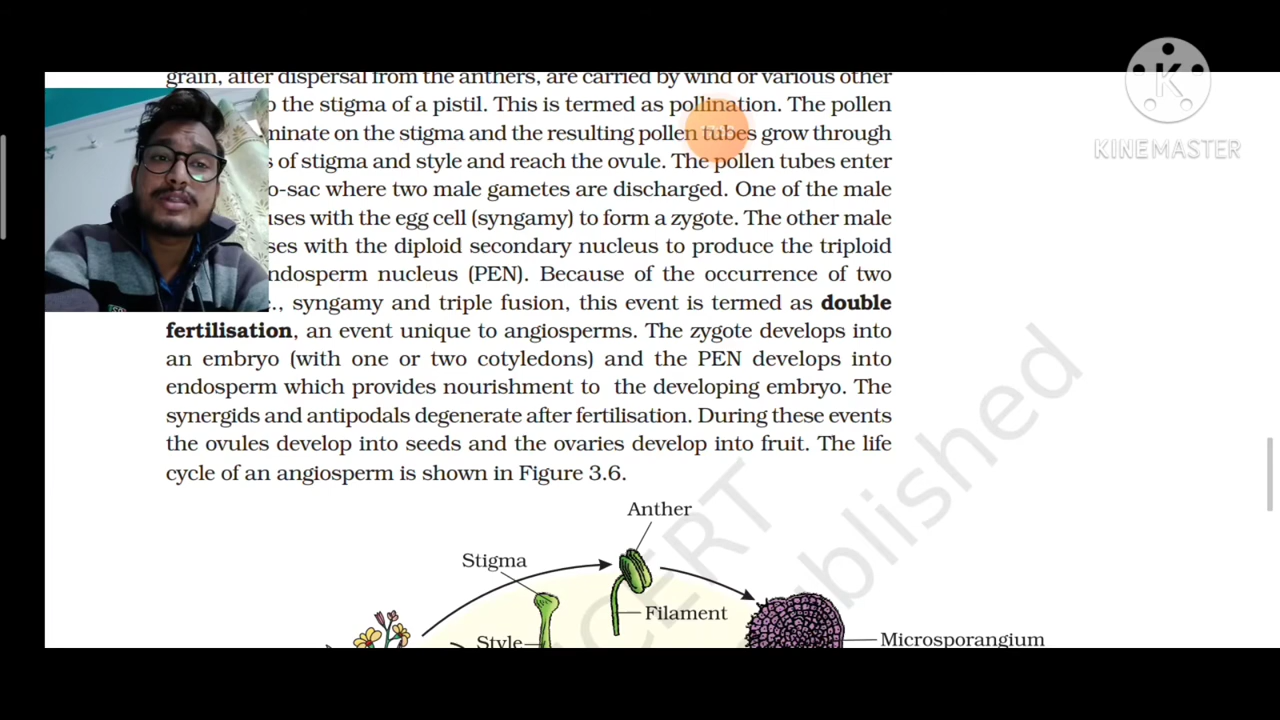 grain, after dispersal from the anthers, are carried by wind or various other
o the stigma of a pistil. This is termed as pollination. The pollen
minate on the stigma and the resulting pollen tubes grow through
s of stigma and style and reach the ovule. The pollen tubes enter
o-sac where two male gametes are discharged. One of the male
uses with the egg cell (syngamy) to form a zygote. The other male
ses with the diploid secondary nucleus to produce the triploid
ndosperm nucleus (PEN). Because of the occurrence of two
., syngamy and triple fusion, this event is termed as double
fertilisation, an event unique to angiosperms. The zygote develops into
an embryo (with one or two cotyledons) and the PEN develops into
endosperm which provides nourishment to the developing embryo. The
synergids and antipodals degenerate after fertilisation. During these events
the ovules develop into seeds and the ovaries develop into fruit. The life
cycle of an angiosperm is shown in Figure 3.6.
Anther
Stigma
Filament
Style
Microsporangium
K
KINEMASTER